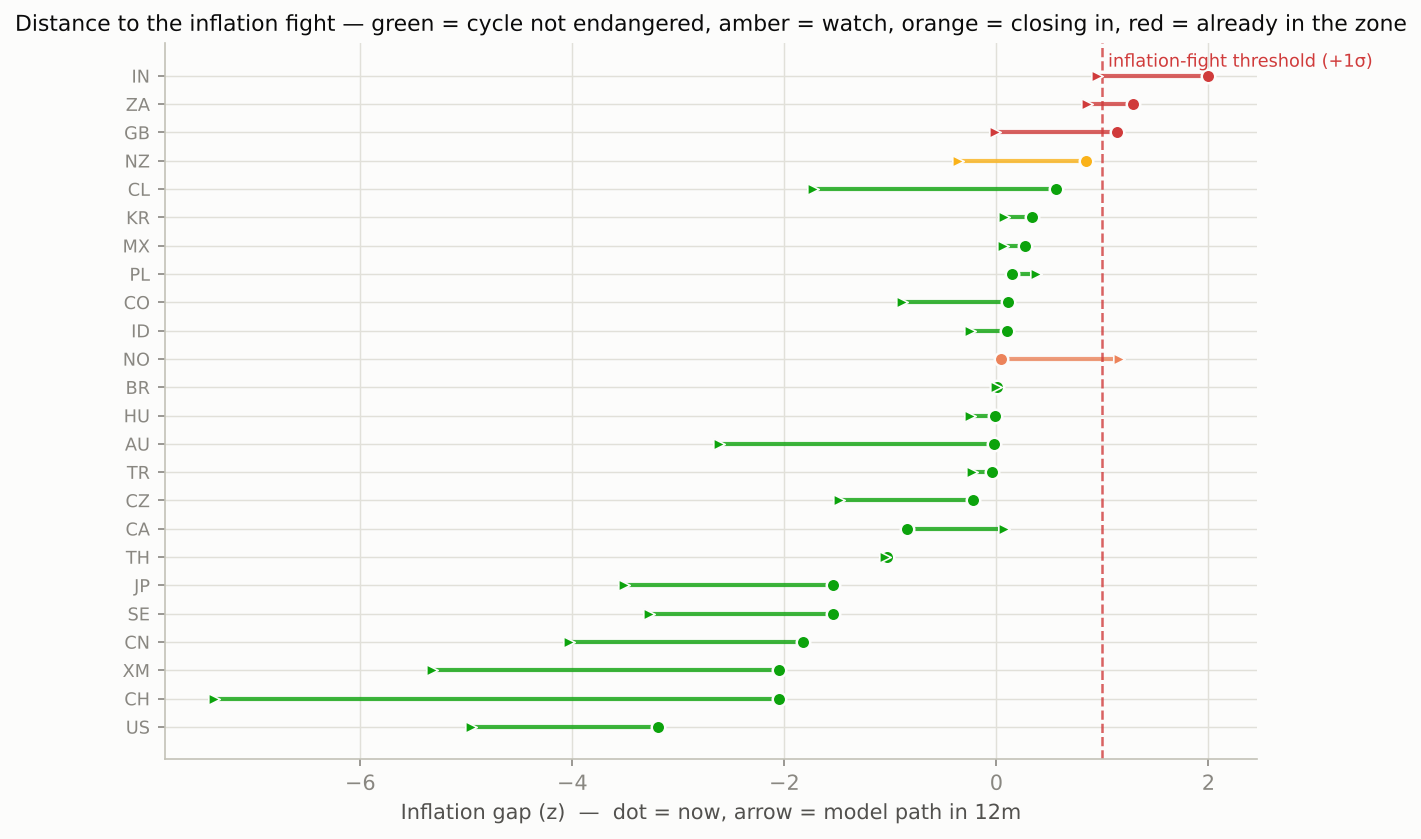 Distance to the inflation fight — green = cycle not endangered, amber = watch, orange = closing in, red = already in the zone
inflation-fight threshold (+1σ)
IN
ZA
GB
NZ
CL
KR
MX
PL
CO
ID
NO
BR
HU
AU
TR
CZ
CA
TH
JP
SE
CN
XM
CH
US
−6 −4 −2 0 2
Inflation gap (z) — dot = now, arrow = model path in 12m